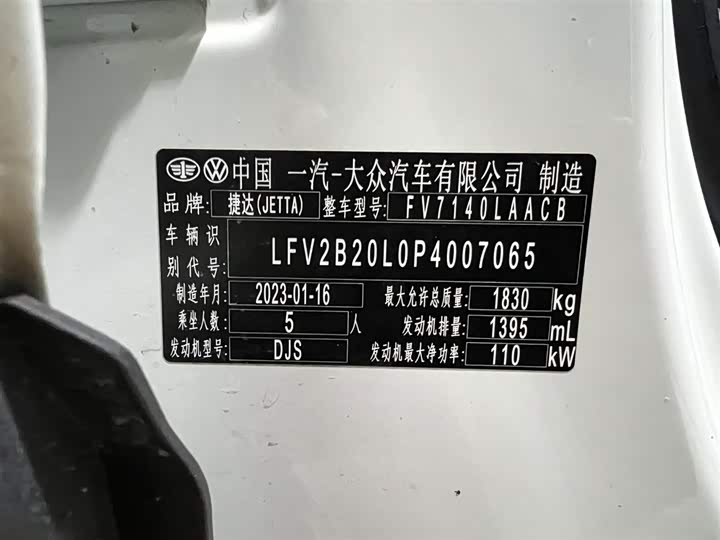 中国 一汽-大众汽车有限公司 制造
品牌: 捷达(JETTA) 整车型号: FV7140LAACB
车辆识别代号: LFV2B20L0P4007065
制造年月: 2023-01-16 最大允许总质量: 1830 kg
乘坐人数: 5 人 发动机排量: 1395 mL
发动机型号: DJS 发动机最大净功率: 110 kW